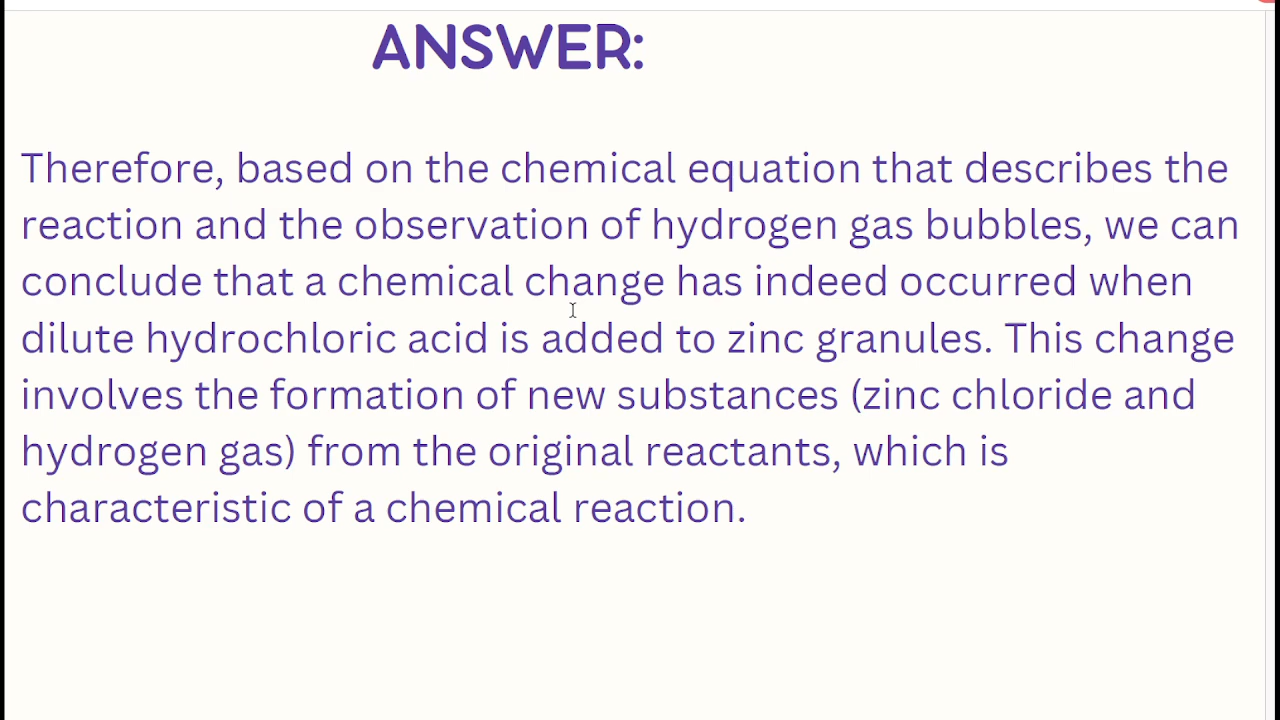 ANSWER:
Therefore, based on the chemical equation that describes the
reaction and the observation of hydrogen gas bubbles, we can
conclude that a chemical change has indeed occurred when
dilute hydrochloric acid is added to zinc granules. This change
involves the formation of new substances (zinc chloride and
hydrogen gas) from the original reactants, which is
characteristic of a chemical reaction.